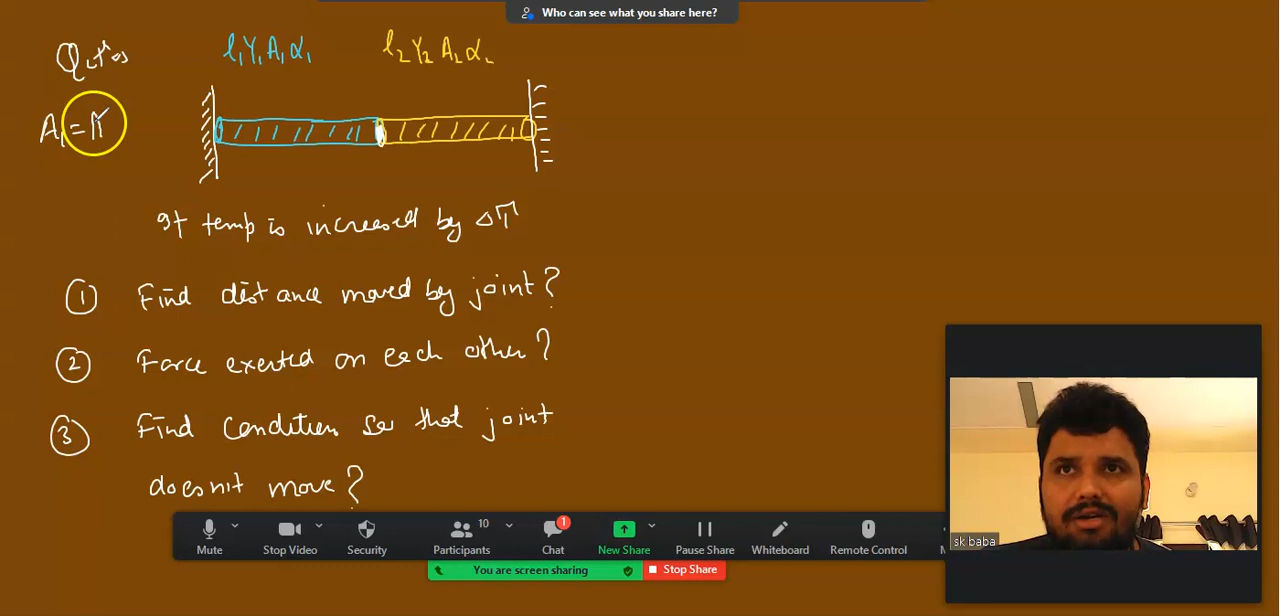 Who can see what you share here?
l₁Y₁A₁α₁ l₂Y₂A₂α₂
If temp is increased by ΔT
① Find distance moved by joint?
② Force exerted on each other?
③ Find condition so that joint
doesn't move?
10
1
Mute Stop Video Security Participants Chat New Share Pause Share Whiteboard Remote Control M
You are screen sharing Stop Share
sk baba